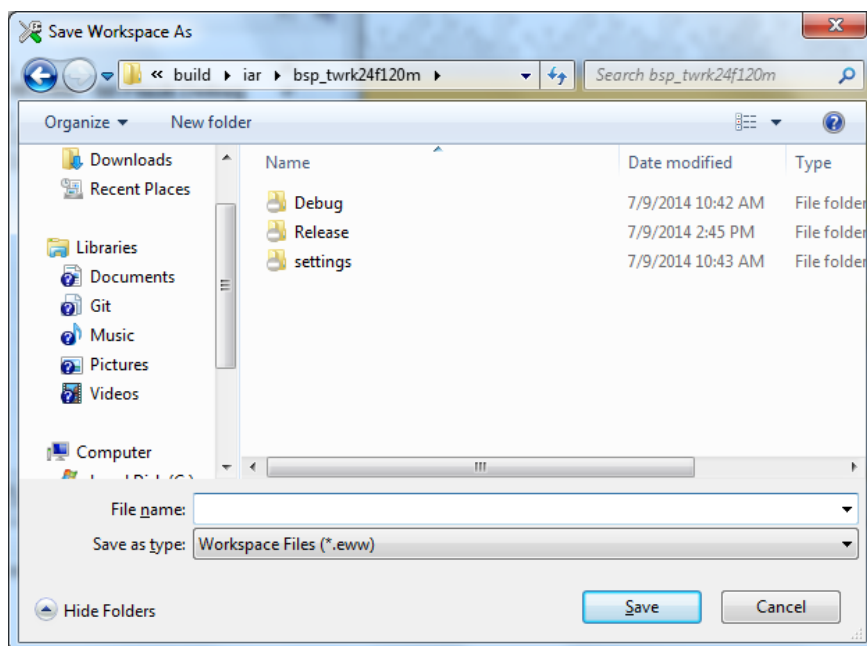 Save Workspace As
« build iar bsp_twrk24f120m
Search bsp_twrk24f120m
Organize New folder
Downloads
Recent Places
Libraries
Documents
Git
Music
Pictures
Videos
Computer
Name Date modified Type
Debug 7/9/2014 10:42 AM File folder
Release 7/9/2014 2:45 PM File folder
settings 7/9/2014 10:43 AM File folder
File name:
Save as type: Workspace Files (*.eww)
Hide Folders Save Cancel